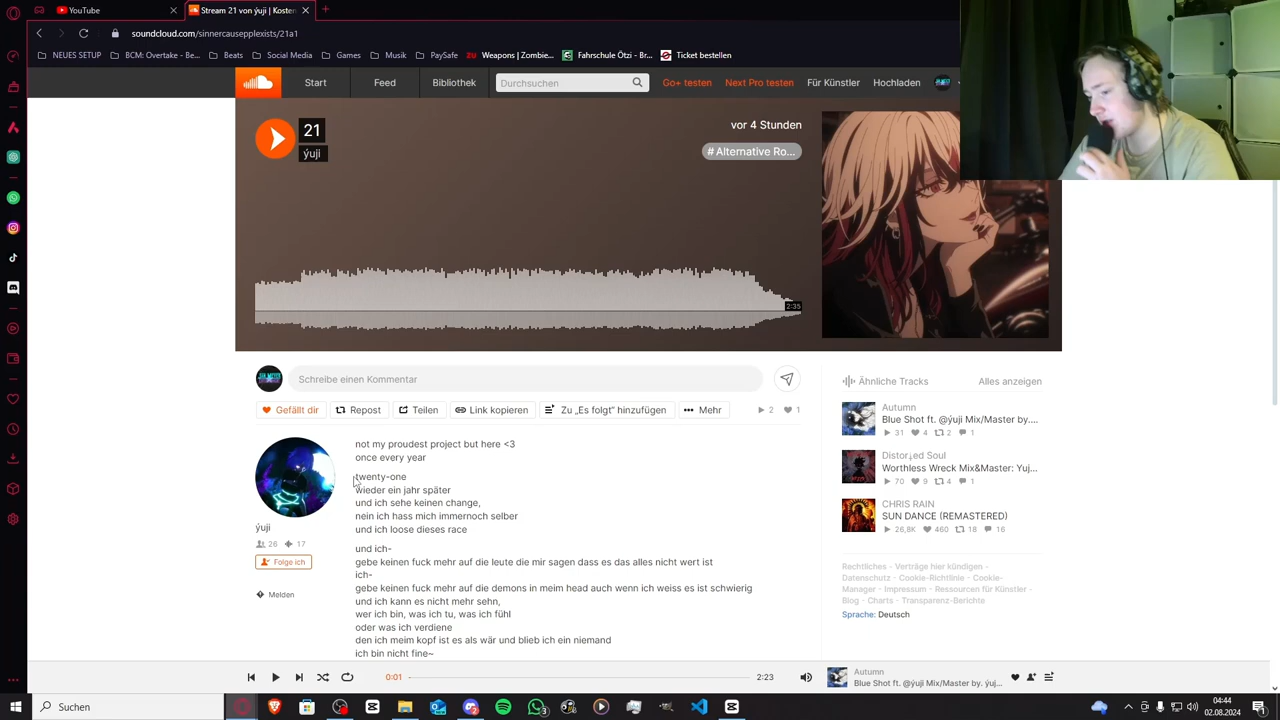 YouTube
Stream 21 von ýuji | Kosten
soundcloud.com/sinnercausepplexists/21a1
NEUES SETUP
BCM: Overtake - Be...
Beats
Social Media
Games
Musik
PaySafe
Weapons | Zombie...
Fahrschule Ötzi - Br...
Ticket bestellen
Start
Feed
Bibliothek
Durchsuchen
Go+ testen
Next Pro testen
Für Künstler
Hochladen
21
ýuji
vor 4 Stunden
# Alternative Ro...
2:35
Schreibe einen Kommentar
Gefällt dir
Repost
Teilen
Link kopieren
Zu „Es folgt“ hinzufügen
Mehr
2
1
ýuji
26
17
Folge ich
Melden
not my proudest project but here <3
once every year
twenty-one
wieder ein jahr später
und ich sehe keinen change,
nein ich hass mich immernoch selber
und ich loose dieses race
und ich-
gebe keinen fuck mehr auf die leute die mir sagen dass es das alles nicht wert ist
ich-
gebe keinen fuck mehr auf die demons in meim head auch wenn ich weiss es ist schwierig
und ich kann es nicht mehr sehn,
wer ich bin, was ich tu, was ich fühl
oder was ich verdiene
den ich meim kopf ist es als wär und blieb ich ein niemand
ich bin nicht fine~
Ähnliche Tracks
Alles anzeigen
Autumn
Blue Shot ft. @ýuji Mix/Master by....
31
4
2
1
Distor¡ed Soul
Worthless Wreck Mix&Master: Yuj...
70
9
4
1
CHRIS RAIN
SUN DANCE (REMASTERED)
26,8K
460
18
16
Rechtliches - Verträge hier kündigen -
Datenschutz - Cookie-Richtlinie - Cookie-
Manager - Impressum - Ressourcen für Künstler -
Blog - Charts - Transparenz-Berichte
Sprache: Deutsch
0:01
2:23
Autumn
Blue Shot ft. @ýuji Mix/Master by. ýuj...
Suchen
3
04:44
02.08.2024
1